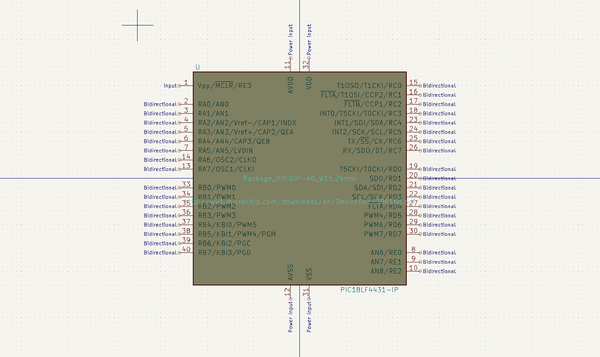 Power Input
Power Input
11
32
AVDD
VDD
U
Input 1 Vpp/MCLR/RE3
Bidirectional 2 RA0/AN0
Bidirectional 3 RA1/AN1
Bidirectional 4 RA2/AN2/Vref-/CAP1/INDX
Bidirectional 5 RA3/AN3/Vref+/CAP2/QEA
Bidirectional 6 RA4/AN4/CAP3/QEB
Bidirectional 7 RA5/AN5/LVDIN
Bidirectional 14 RA6/OSC2/CLKO
Bidirectional 13 RA7/OSC1/CLKI
Bidirectional 33 RB0/PWM0
Bidirectional 34 RB1/PWM1
Bidirectional 35 RB2/PWM2
Bidirectional 36 RB3/PWM3
Bidirectional 37 RB4/KBI0/PWM5
Bidirectional 38 RB5/KBI1/PWM4/PGM
Bidirectional 39 RB6/KBI2/PGC
Bidirectional 40 RB7/KBI3/PGD
T1OSO/T1CKI/RC0 15 Bidirectional
FLTA/T1OSI/CCP2/RC1 16 Bidirectional
FLTB/CCP1/RC2 17 Bidirectional
INT0/T5CKI/T0CKI/RC3 18 Bidirectional
INT1/SDI/SDA/RC4 23 Bidirectional
INT2/SCK/SCL/RC5 24 Bidirectional
TX/SS/CK/RC6 25 Bidirectional
RX/SDO/DT/RC7 26 Bidirectional
T5CKI/T0CKI/RD0 19 Bidirectional
SDO/RD1 20 Bidirectional
SDA/SDI/RD2 21 Bidirectional
SCL/SCK/RD3 22 Bidirectional
FLTA/RD4 27 Bidirectional
PWM4/RD5 28 Bidirectional
PWM6/RD6 29 Bidirectional
PWM7/RD7 30 Bidirectional
AN6/RE0 8 Bidirectional
AN7/RE1 9 Bidirectional
AN8/RE2 10 Bidirectional
Package_DIP:DIP-40_W15.24mm
AVSS
VSS
12
31
Power Input
Power Input
PIC18LF4431-IP